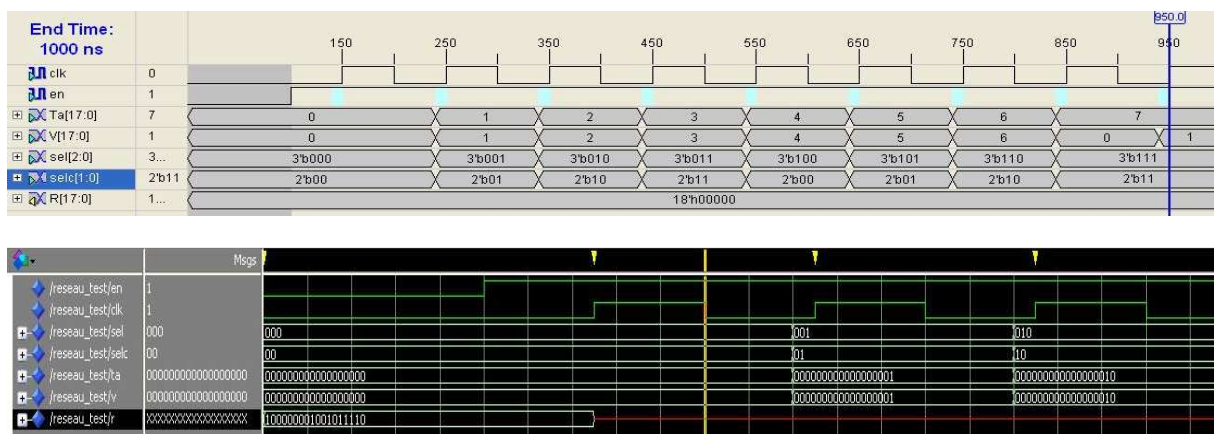 950.0
End Time:
1000 ns
150 250 350 450 550 650 750 850 950
clk 0
en 1
Ta[17:0] 7 0 1 2 3 4 5 6 7
V[17:0] 1 0 1 2 3 4 5 6 0 1
sel[2:0] 3... 3'b000 3'b001 3'b010 3'b011 3'b100 3'b101 3'b110 3'b111
selc[1:0] 2'b11 2'b00 2'b01 2'b10 2'b11 2'b00 2'b01 2'b10 2'b11
R[17:0] 1... 18'h00000
Msgs
/reseau_test/en 1
/reseau_test/clk 1
/reseau_test/sel 000 000 001 010
/reseau_test/selc 00 00 01 10
/reseau_test/ta 000000000000000000 000000000000000000 000000000000000001 000000000000000010
/reseau_test/v 000000000000000000 000000000000000000 000000000000000001 000000000000000010
/reseau_test/r XXXXXXXXXXXXXXXXXX 100000001001011110